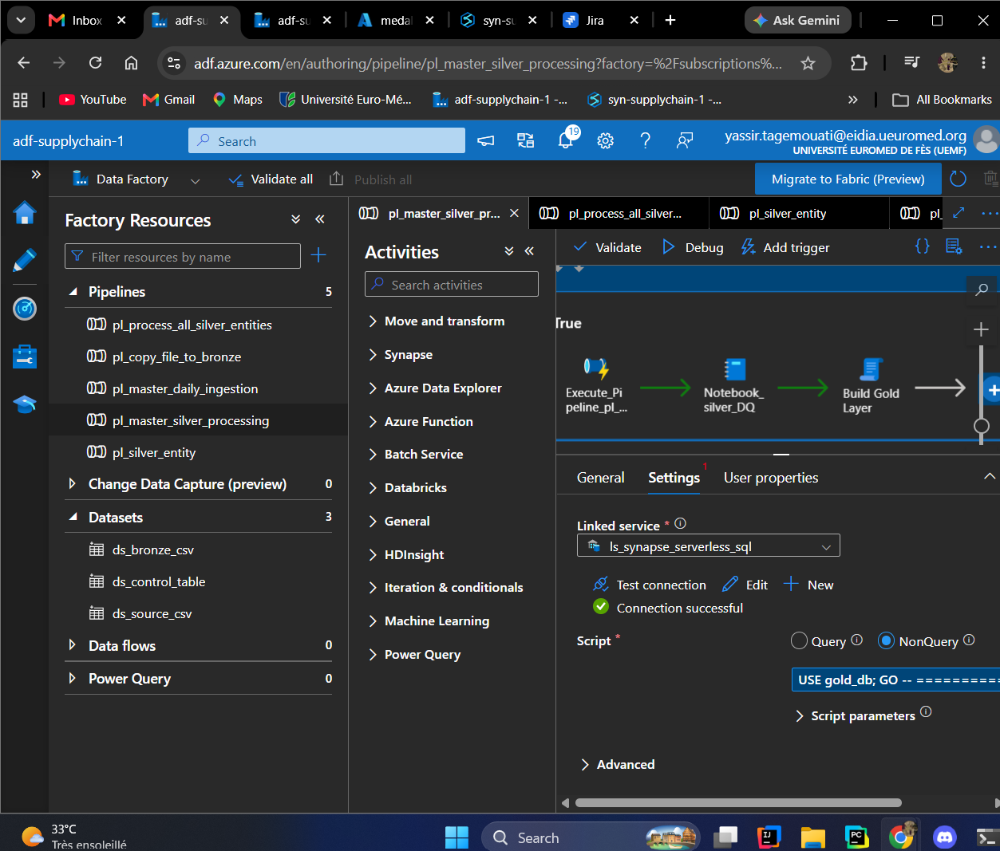 Inbox
adf-su
adf-su
medal
syn-su
Jira
Ask Gemini
adf.azure.com/en/authoring/pipeline/pl_master_silver_processing?factory=%2Fsubscriptions%...
YouTube
Gmail
Maps
Université Euro-Mé...
adf-supplychain-1 -...
syn-supplychain-1 -...
All Bookmarks
adf-supplychain-1
Search
19
yassir.tagemouati@eidia.ueuromed.org
UNIVERSITÉ EUROMED DE FÈS (UEMF)
Data Factory
Validate all
Publish all
Migrate to Fabric (Preview)
Factory Resources
Filter resources by name
Pipelines
5
pl_process_all_silver_entities
pl_copy_file_to_bronze
pl_master_daily_ingestion
pl_master_silver_processing
pl_silver_entity
Change Data Capture (preview)
0
Datasets
3
ds_bronze_csv
ds_control_table
ds_source_csv
Data flows
0
Power Query
0
pl_master_silver_pr...
pl_process_all_silver...
pl_silver_entity
pl_
Activities
Search activities
Move and transform
Synapse
Azure Data Explorer
Azure Function
Batch Service
Databricks
General
HDInsight
Iteration & conditionals
Machine Learning
Power Query
Validate
Debug
Add trigger
True
Execute_Pi
peline_pl_...
Notebook_
silver_DQ
Build Gold
Layer
General
Settings
1
User properties
Linked service *
ls_synapse_serverless_sql
Test connection
Edit
New
Connection successful
Script *
Query
NonQuery
USE gold_db; GO -- ==========
Script parameters
Advanced
33°C
Très ensoleillé
Search